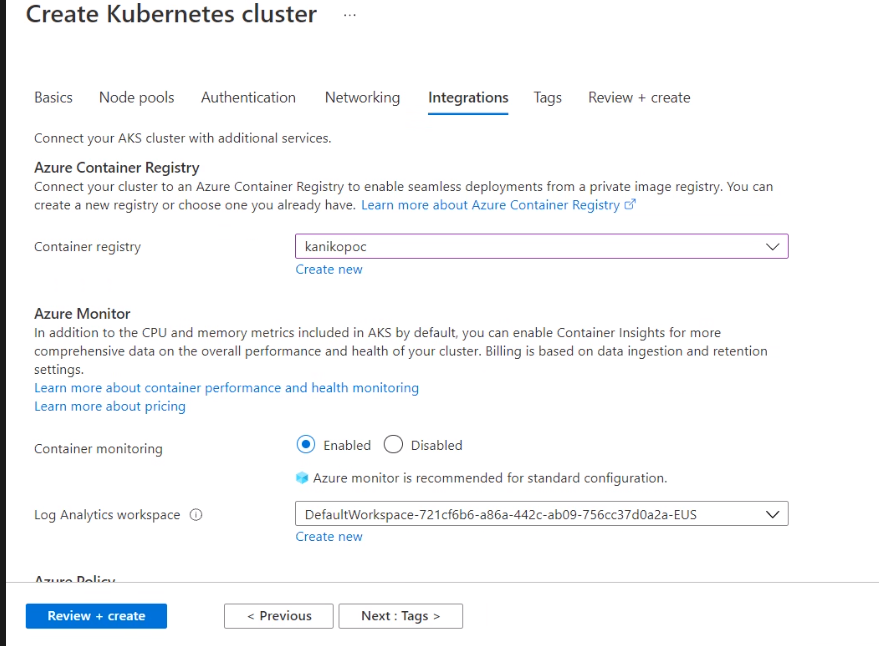 Create Kubernetes cluster ...
Basics Node pools Authentication Networking Integrations Tags Review + create
Connect your AKS cluster with additional services.
Azure Container Registry
Connect your cluster to an Azure Container Registry to enable seamless deployments from a private image registry. You can
create a new registry or choose one you already have. Learn more about Azure Container Registry
Container registry kanikopoc
Create new
Azure Monitor
In addition to the CPU and memory metrics included in AKS by default, you can enable Container Insights for more
comprehensive data on the overall performance and health of your cluster. Billing is based on data ingestion and retention
settings.
Learn more about container performance and health monitoring
Learn more about pricing
Container monitoring Enabled Disabled
Azure monitor is recommended for standard configuration.
Log Analytics workspace DefaultWorkspace-721cf6b6-a86a-442c-ab09-756cc37d0a2a-EUS
Create new
Azure Policy
Review + create < Previous Next : Tags >